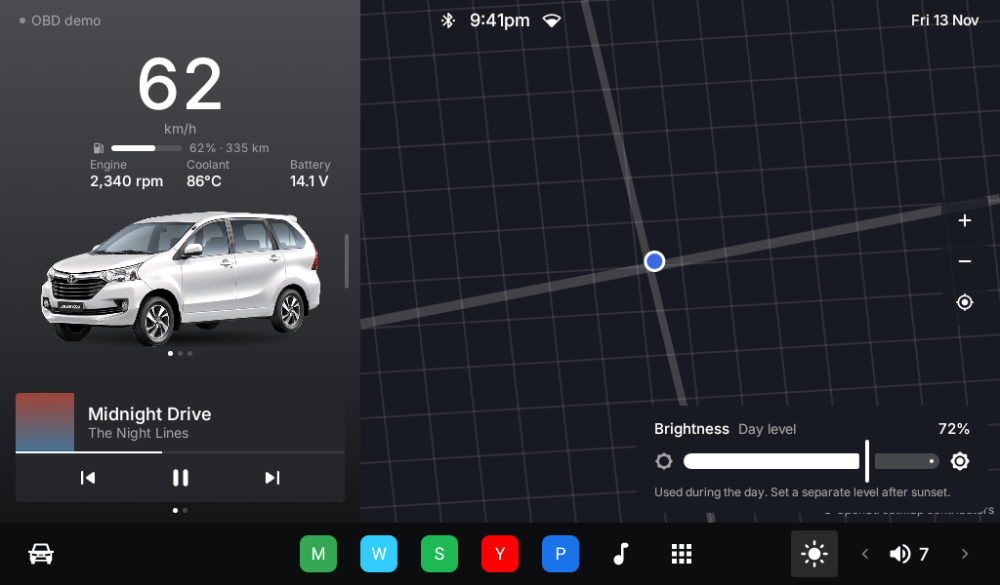 OBD demo
9:41pm
Fri 13 Nov
62
km/h
62% · 335 km
Engine
Coolant
Battery
2,340 rpm
86°C
14.1 V
Midnight Drive
The Night Lines
Brightness Day level
72%
Used during the day. Set a separate level after sunset.
M
W
S
Y
P
7